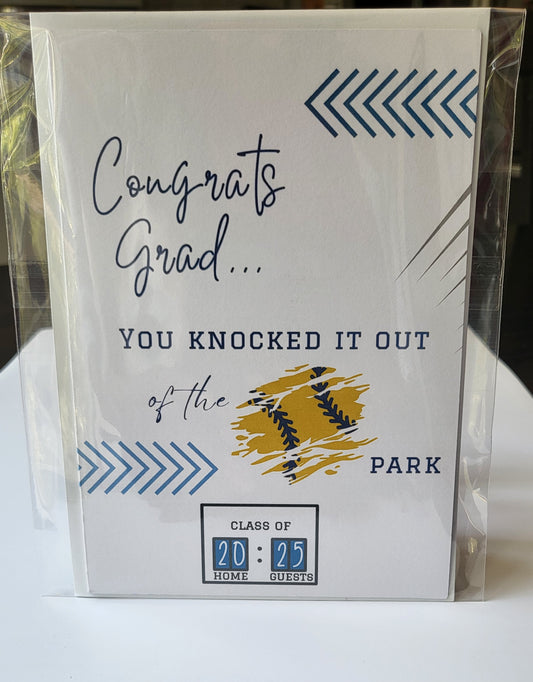 Congrats
Grad...
YOU KNOCKED IT OUT
of the
PARK
CLASS OF
20 : 25
HOME GUESTS